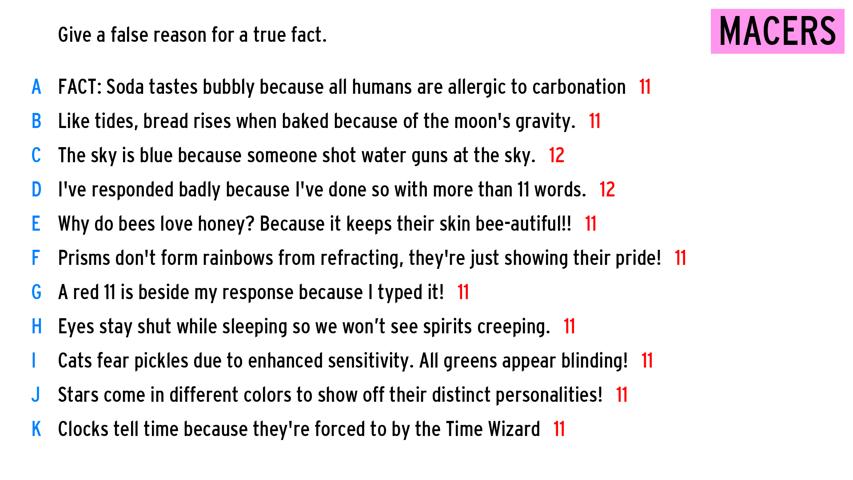 Give a false reason for a true fact.
MACERS
A FACT: Soda tastes bubbly because all humans are allergic to carbonation 11
B Like tides, bread rises when baked because of the moon's gravity. 11
C The sky is blue because someone shot water guns at the sky. 12
D I've responded badly because I've done so with more than 11 words. 12
E Why do bees love honey? Because it keeps their skin bee-autiful!! 11
F Prisms don't form rainbows from refracting, they're just showing their pride! 11
G A red 11 is beside my response because I typed it! 11
H Eyes stay shut while sleeping so we won’t see spirits creeping. 11
I Cats fear pickles due to enhanced sensitivity. All greens appear blinding! 11
J Stars come in different colors to show off their distinct personalities! 11
K Clocks tell time because they're forced to by the Time Wizard 11